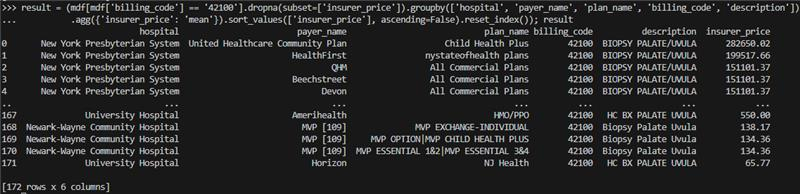 >>> result = (mdf[mdf['billing_code'] == '42100'].dropna(subset=['insurer_price']).groupby(['hospital', 'payer_name', 'plan_name', 'billing_code', 'description'])
... .agg({'insurer_price': 'mean'}).sort_values(['insurer_price'], ascending=False).reset_index()); result
hospital payer_name plan_name billing_code description insurer_price
0 New York Presbyterian System United Healthcare Community Plan Child Health Plus 42100 BIOPSY PALATE/UVULA 282650.02
1 New York Presbyterian System HealthFirst nystateofhealth plans 42100 BIOPSY PALATE/UVULA 199517.66
2 New York Presbyterian System QHM All Commercial Plans 42100 BIOPSY PALATE/UVULA 151101.37
3 New York Presbyterian System Beechstreet All Commercial Plans 42100 BIOPSY PALATE/UVULA 151101.37
4 New York Presbyterian System Devon All Commercial Plans 42100 BIOPSY PALATE/UVULA 151101.37
.. ... ... ... ... ... ...
167 University Hospital Amerihealth HMO/PPO 42100 HC BX PALATE UVULA 550.00
168 Newark-Wayne Community Hospital MVP [109] MVP EXCHANGE-INDIVIDUAL 42100 Biopsy Palate Uvula 138.17
169 Newark-Wayne Community Hospital MVP [109] MVP OPTION|MVP CHILD HEALTH PLUS 42100 Biopsy Palate Uvula 134.36
170 Newark-Wayne Community Hospital MVP [109] MVP ESSENTIAL 1&2|MVP ESSENTIAL 3&4 42100 Biopsy Palate Uvula 134.36
171 University Hospital Horizon NJ Health 42100 HC BX PALATE UVULA 65.77
[172 rows x 6 columns]